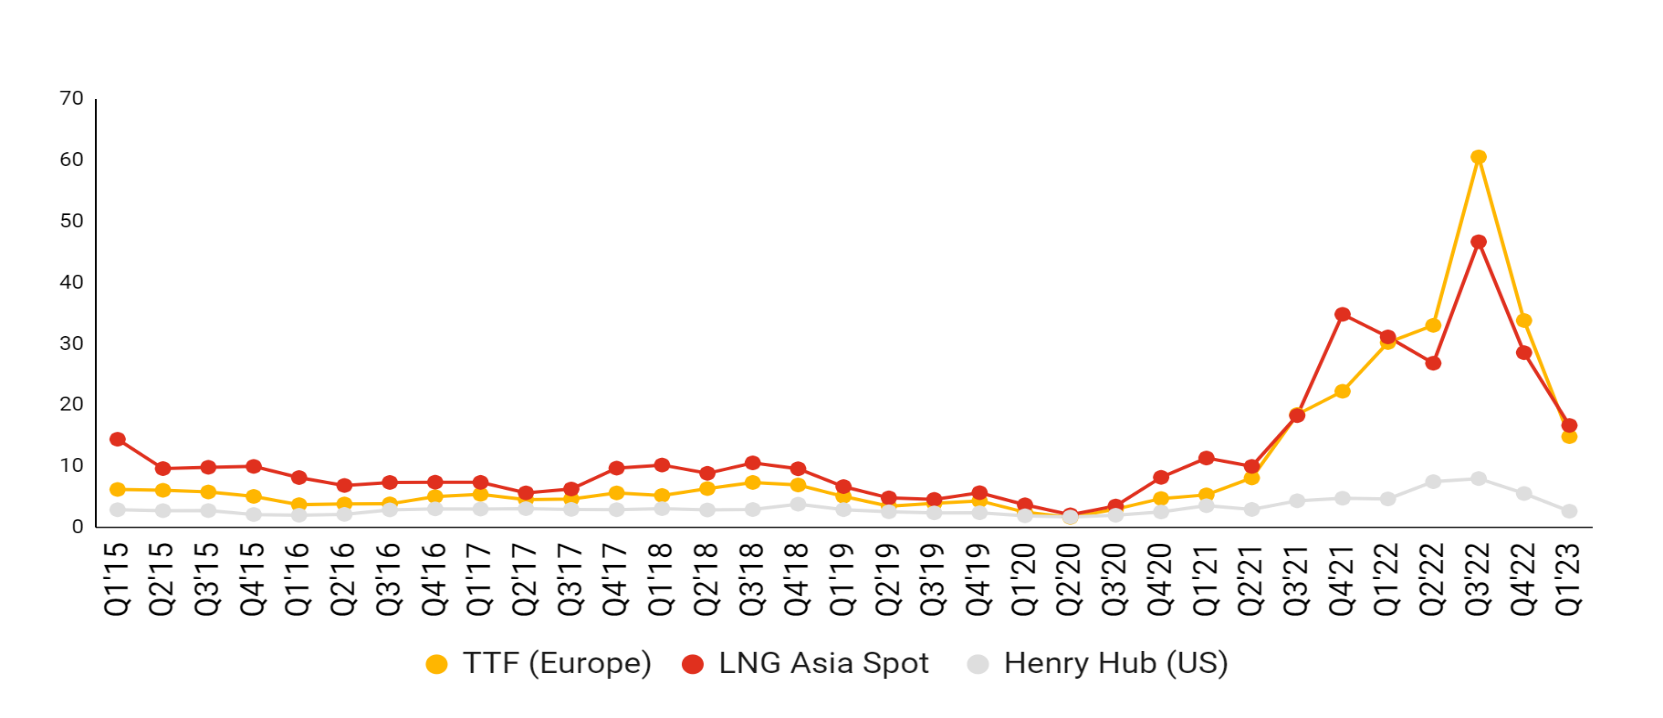 70
60
50
40
30
20
10
0
Q1'15
Q2'15
Q3'15
Q4'15
Q1'16
Q2'16
Q3'16
Q4'16
Q1'17
Q2'17
Q3'17
Q4'17
Q1'18
Q2'18
Q3'18
Q4'18
Q1'19
Q2'19
Q3'19
Q4'19
Q1'20
Q2'20
Q3'20
Q4'20
Q1'21
Q2'21
Q3'21
Q4'21
Q1'22
Q2'22
Q3'22
Q4'22
Q1'23
TTF (Europe) LNG Asia Spot Henry Hub (US)